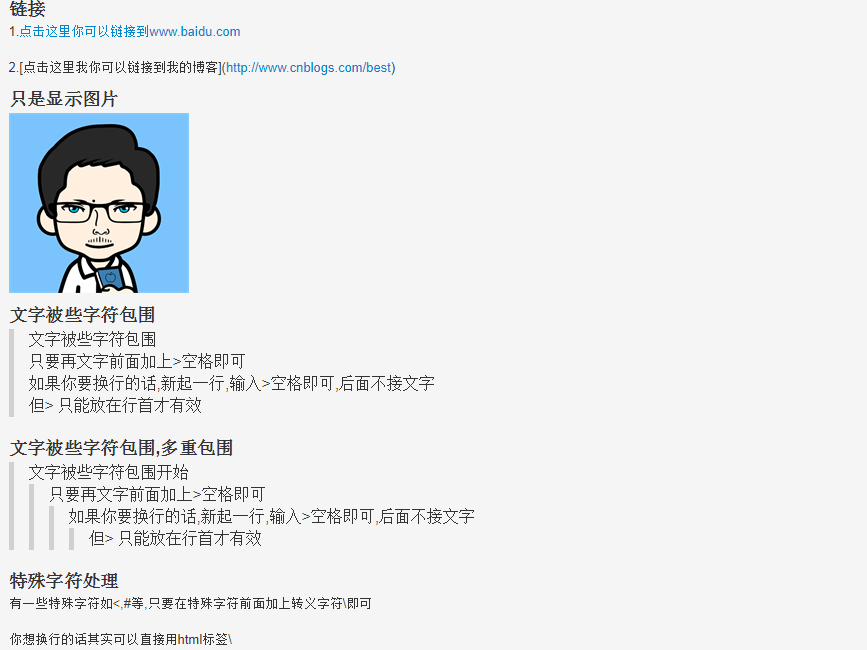 链接
1.点击这里你可以链接到www.baidu.com
2.[点击这里我你可以链接到我的博客](http://www.cnblogs.com/best)
只是显示图片
文字被些字符包围
文字被些字符包围
只要再文字前面加上>空格即可
如果你要换行的话,新起一行,输入>空格即可,后面不接文字
但> 只能放在行首才有效
文字被些字符包围,多重包围
文字被些字符包围开始
只要再文字前面加上>空格即可
如果你要换行的话,新起一行,输入>空格即可,后面不接文字
但> 只能放在行首才有效
特殊字符处理
有一些特殊字符如<,#等,只要在特殊字符前面加上转义字符\即可
你想换行的话其实可以直接用html标签\